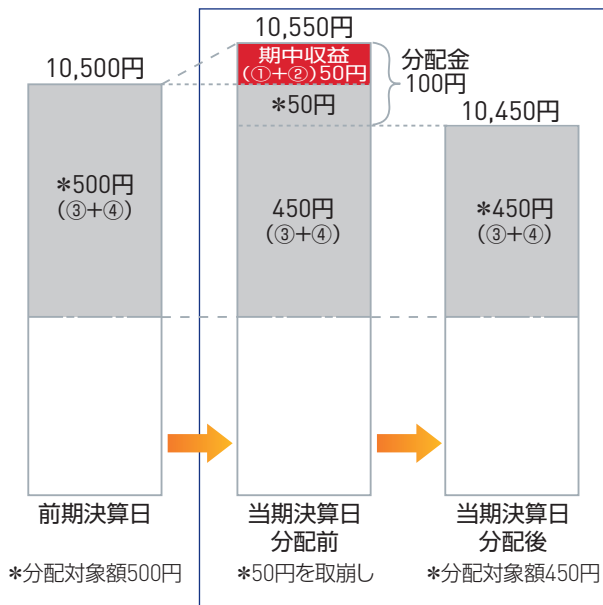 10,500円
*500円
(③+④)
前期決算日
*分配対象額500円
10,550円
期中収益
(①+②)50円
*50円
分配金
100円
450円
(③+④)
当期決算日
分配前
*50円を取崩し
10,450円
*450円
(③+④)
当期決算日
分配後
*分配対象額450円